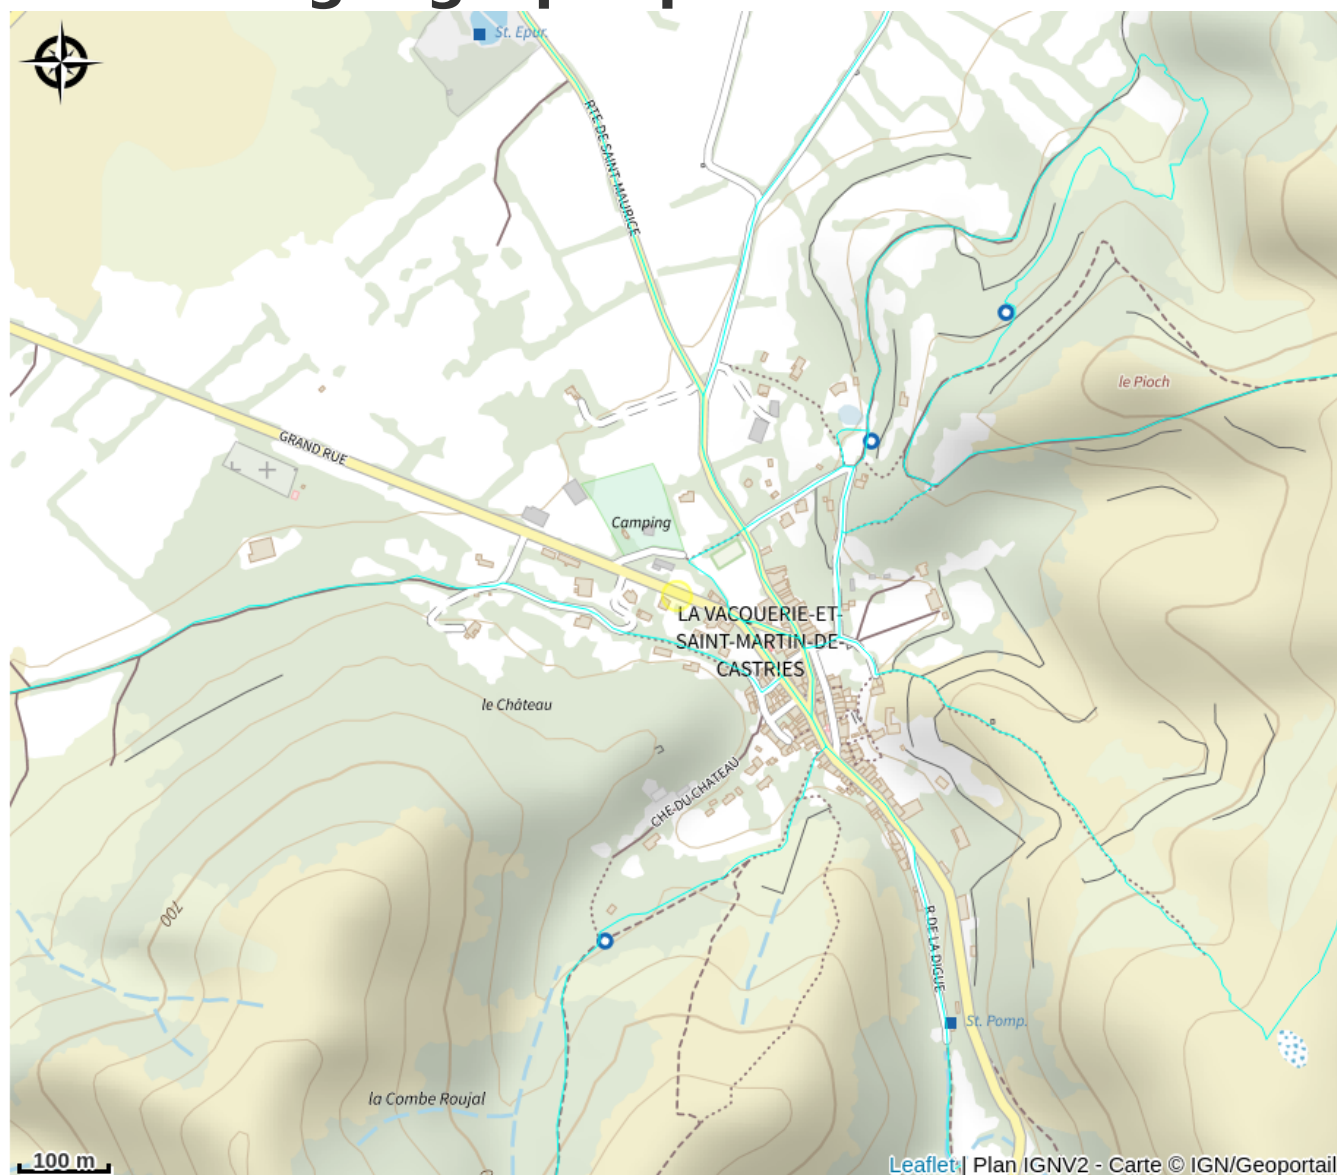 St. Epur.
RTE DE SAINT-MAURICE
le Pioch
GRAND RUE
Camping
LA VACQUERIE-ET-
SAINT-MARTIN-DE-
CASTRIES
le Château
CHE DU CHATEAU
700
R DE LA DIGUE
St. Pomp.
la Combe Roujal
100 m
Leaflet | Plan IGNV2 - Carte © IGN/Geoportail